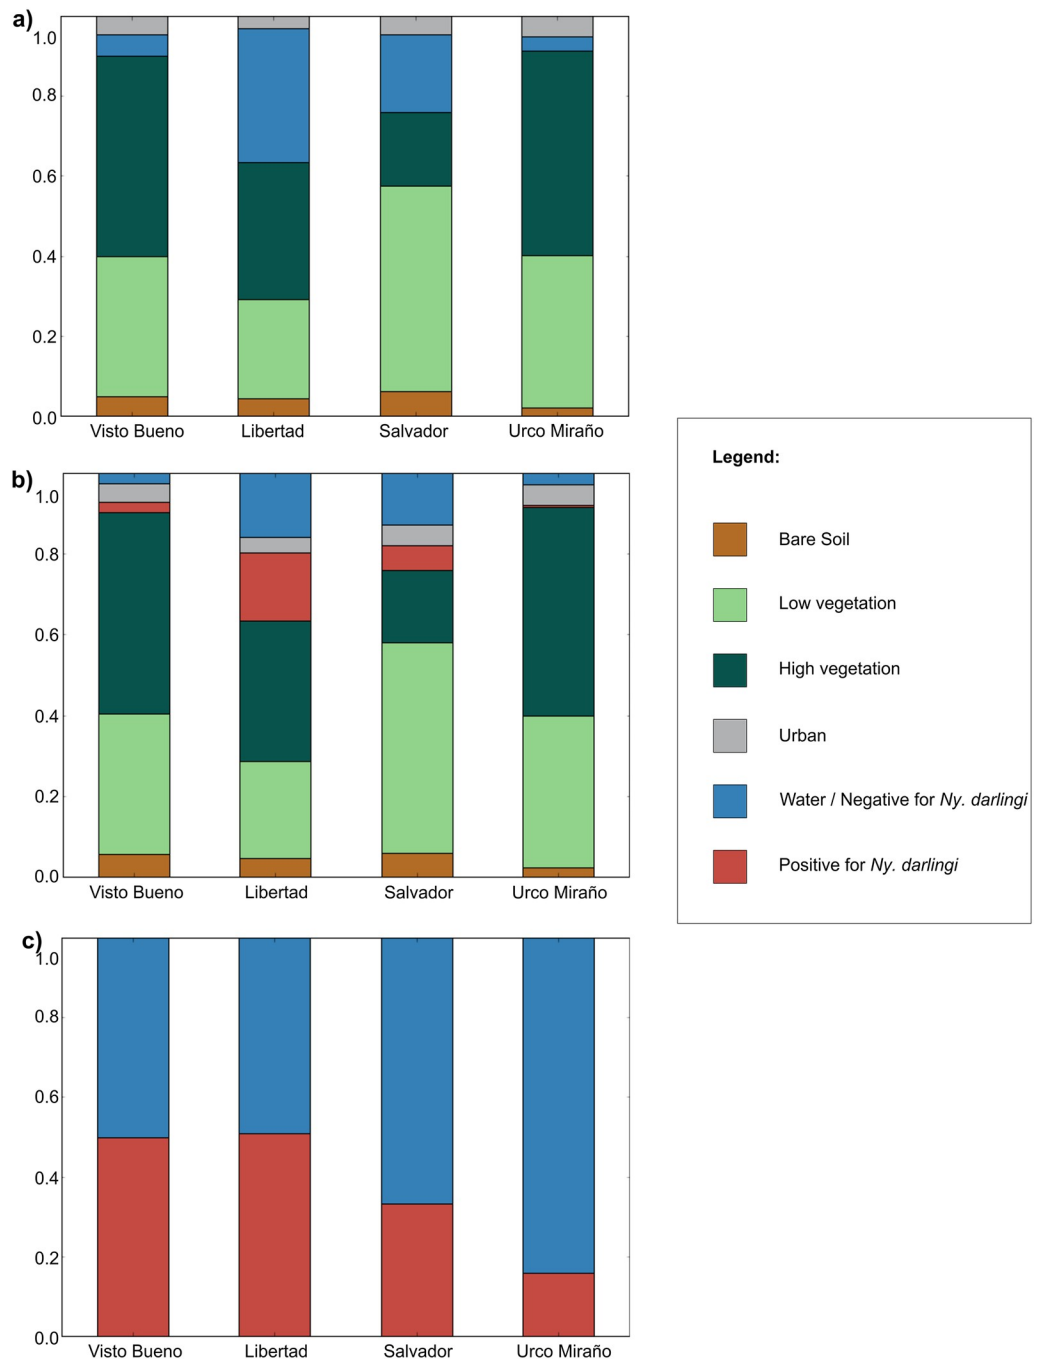 a)
1.0
0.8
0.6
0.4
0.2
0.0
Visto Bueno Libertad Salvador Urco Miraño
b)
1.0
0.8
0.6
0.4
0.2
0.0
Visto Bueno Libertad Salvador Urco Miraño
c)
1.0
0.8
0.6
0.4
0.2
0.0
Visto Bueno Libertad Salvador Urco Miraño
Legend:
Bare Soil
Low vegetation
High vegetation
Urban
Water / Negative for Ny. darlingi
Positive for Ny. darlingi